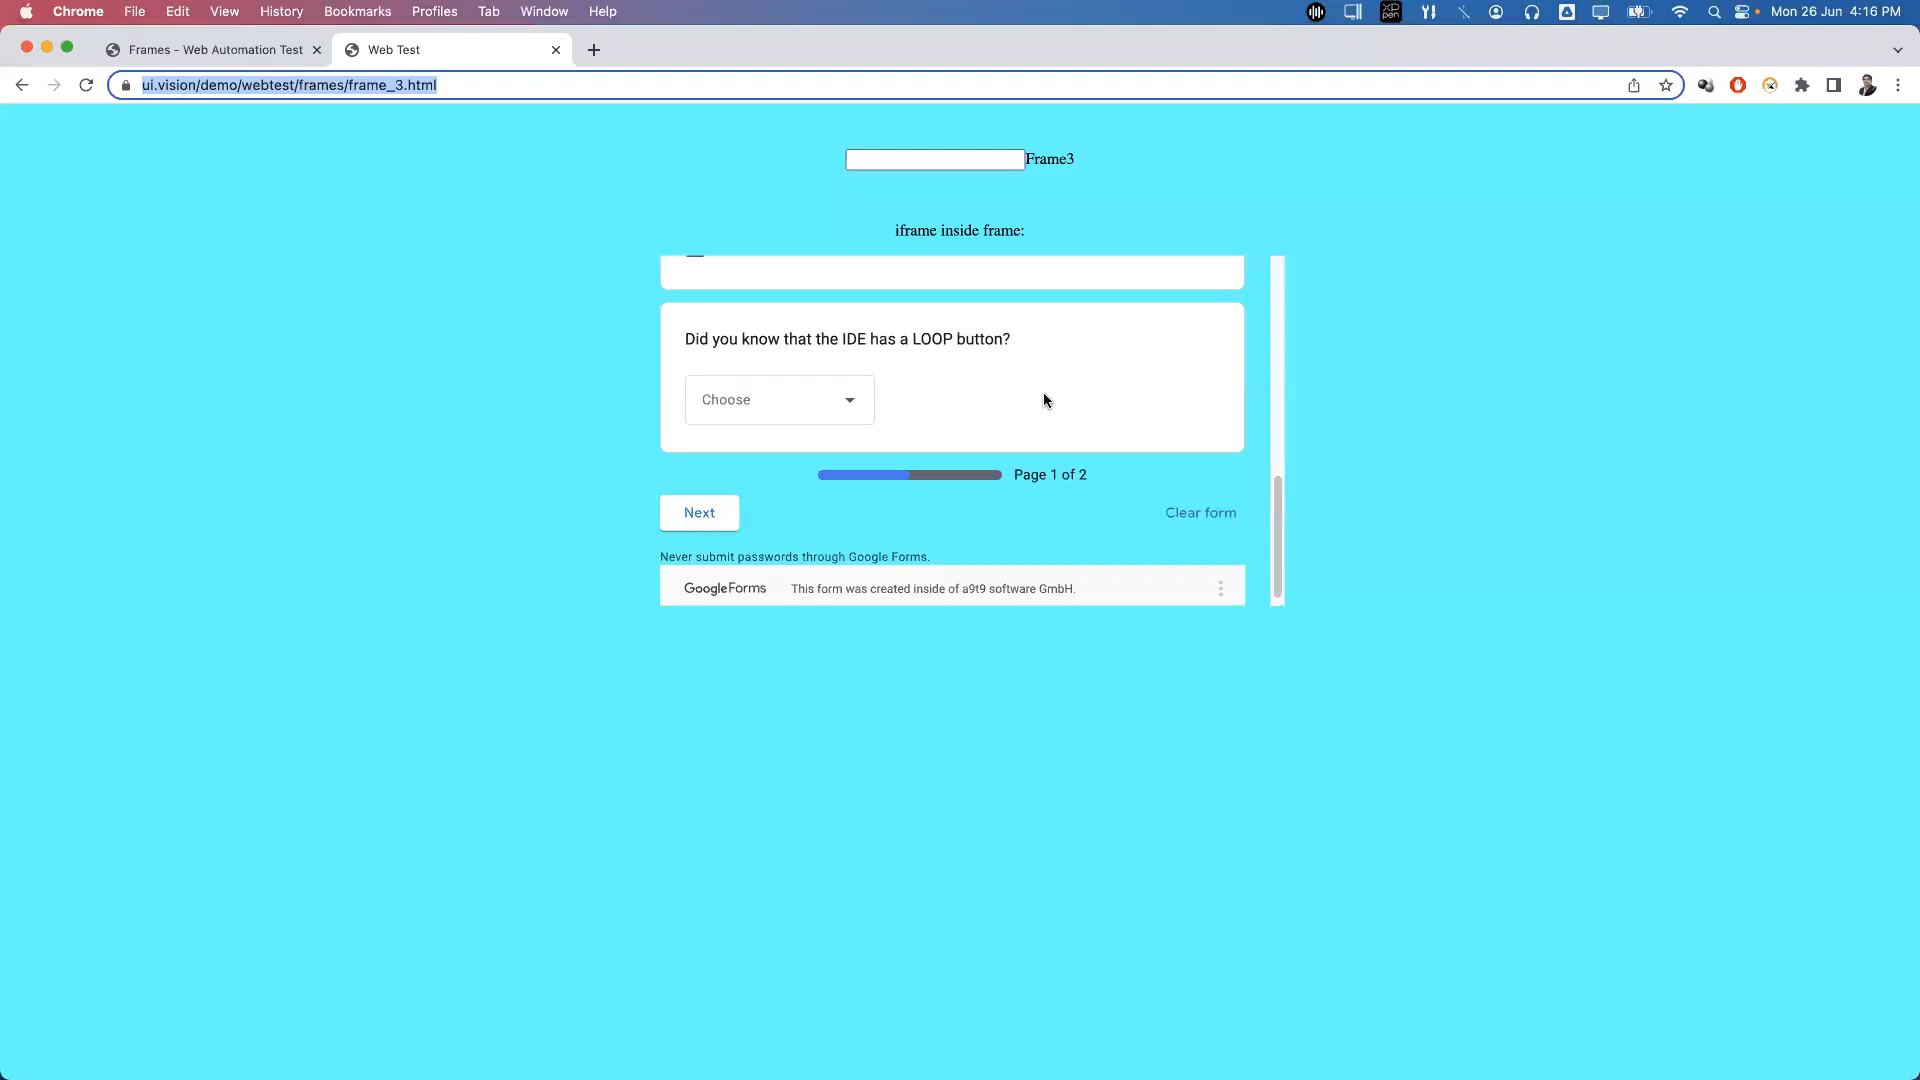 Chrome File Edit View History Bookmarks Profiles Tab Window Help
XP pen
Mon 26 Jun 4:16 PM
Frames - Web Automation Test
Web Test
ui.vision/demo/webtest/frames/frame_3.html
Frame3
iframe inside frame:
Did you know that the IDE has a LOOP button?
Choose
Page 1 of 2
Next
Clear form
Never submit passwords through Google Forms.
Google Forms This form was created inside of a9t9 software GmbH.